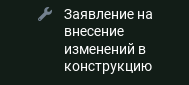 Заявление на
внесение
изменений в
конструкцию